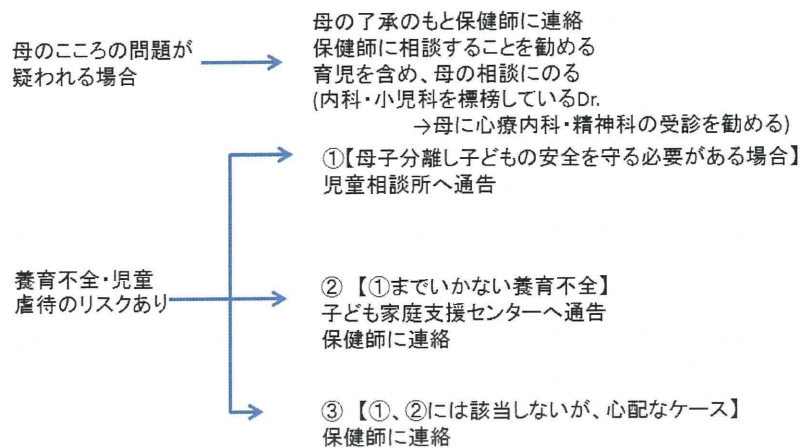 母のこころの問題が
疑われる場合
母の了承のもと保健師に連絡
保健師に相談することを勧める
育児を含め、母の相談にのる
(内科・小児科を標榜しているDr.
→母に心療内科・精神科の受診を勧める)
養育不全・児童
虐待のリスクあり
①【母子分離し子どもの安全を守る必要がある場合】
児童相談所へ通告
② 【①までいかない養育不全】
子ども家庭支援センターへ通告
保健師に連絡
③ 【①、②には該当しないが、心配なケース】
保健師に連絡